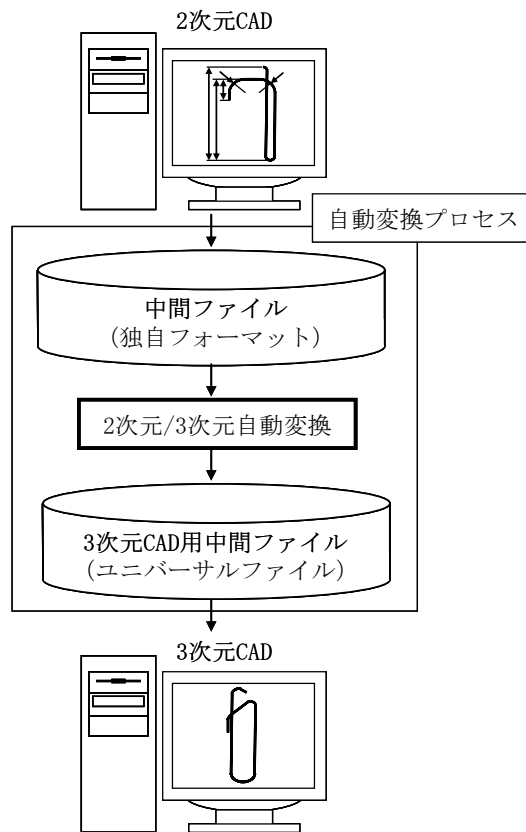 2次元CAD
自動変換プロセス
中間ファイル
(独自フォーマット)
2次元/3次元自動変換
3次元CAD用中間ファイル
(ユニバーサルファイル)
3次元CAD